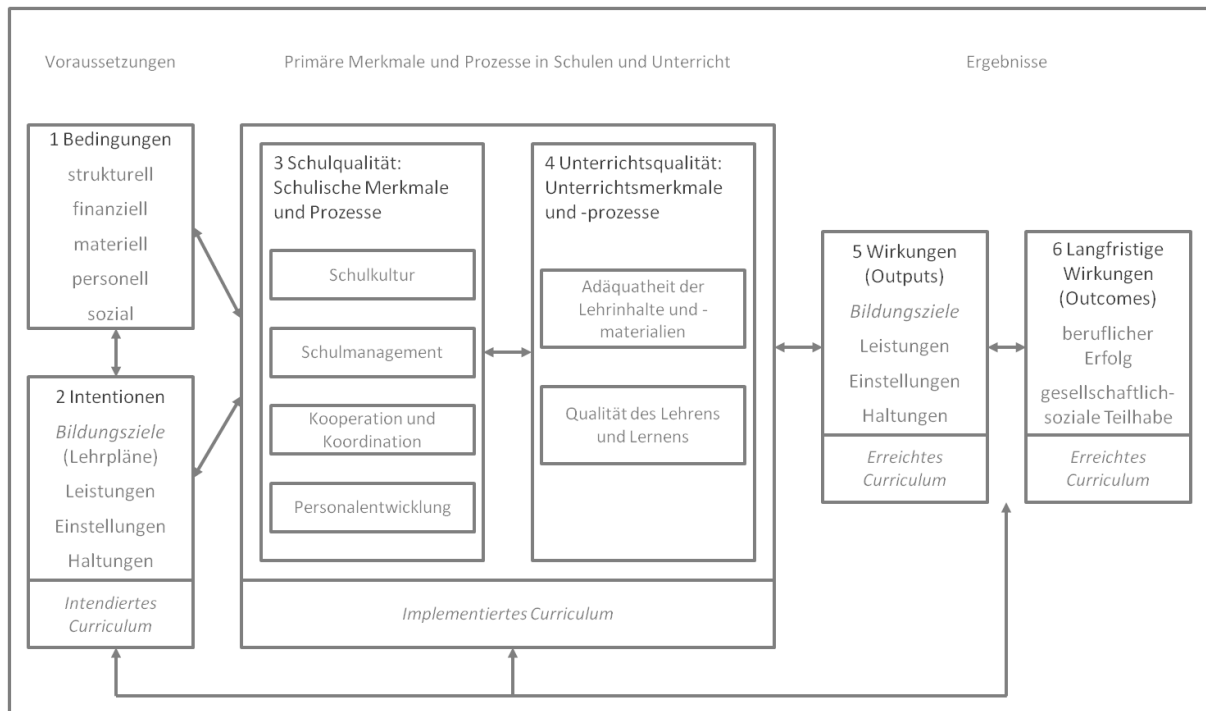 Voraussetzungen
Primäre Merkmale und Prozesse in Schulen und Unterricht
Ergebnisse
1 Bedingungen
strukturell
finanziell
materiell
personell
sozial
2 Intentionen
Bildungsziele
(Lehrpläne)
Leistungen
Einstellungen
Haltungen
Intendiertes
Curriculum
3 Schulqualität:
Schulische Merkmale
und Prozesse
Schulkultur
Schulmanagement
Kooperation und
Koordination
Personalentwicklung
4 Unterrichtsqualität:
Unterrichtsmerkmale
und -prozesse
Adäquatheit der
Lehrinhalte und -
materialien
Qualität des Lehrens
und Lernens
Implementiertes Curriculum
5 Wirkungen
(Outputs)
Bildungsziele
Leistungen
Einstellungen
Haltungen
Erreichtes
Curriculum
6 Langfristige
Wirkungen
(Outcomes)
beruflicher
Erfolg
gesellschaftlich-
soziale Teilhabe
Erreichtes
Curriculum